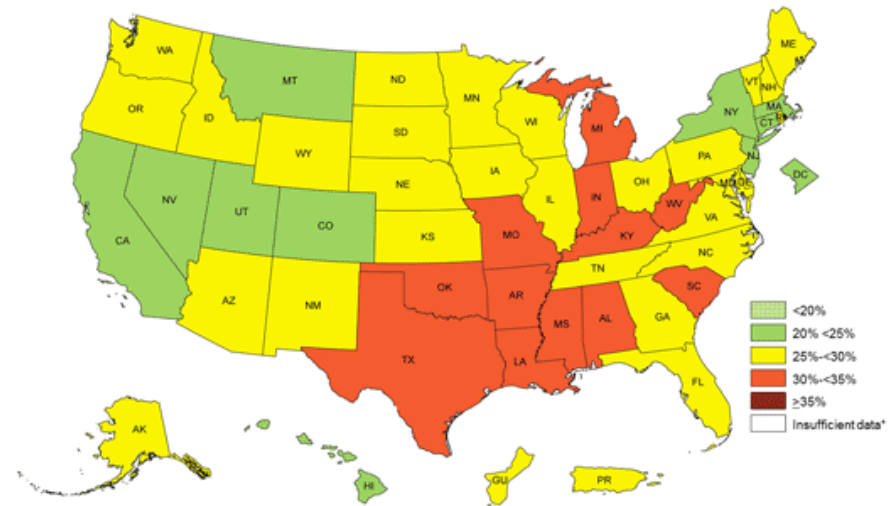 WA
MT
ND
MN
ME
VT
NH
OR
ID
SD
WI
MI
NY
MA
CT
WY
IA
PA
NJ
NE
IL
IN
OH
MD
DE
DC
NV
UT
CO
WV
VA
CA
KS
MO
KY
NC
AZ
NM
OK
AR
TN
SC
MS
AL
GA
TX
LA
FL
<20%
20% <25%
25%-<30%
30%-<35%
≥35%
Insufficient data*
AK
HI
GU
PR